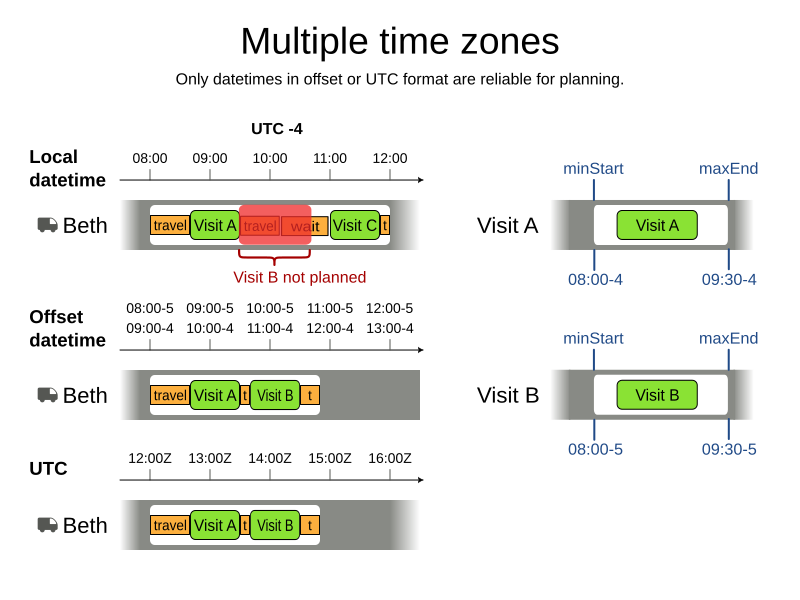 Multiple time zones
Only datetimes in offset or UTC format are reliable for planning.
UTC -4
Local
datetime
08:00 09:00 10:00 11:00 12:00
Beth
travel Visit A travel wait Visit C t
Visit B not planned
Offset
datetime
08:00-5 09:00-5 10:00-5 11:00-5 12:00-5
09:00-4 10:00-4 11:00-4 12:00-4 13:00-4
Beth
travel Visit A t Visit B t
UTC
12:00Z 13:00Z 14:00Z 15:00Z 16:00Z
Beth
travel Visit A t Visit B t
minStart maxEnd
Visit A
Visit A
08:00-4 09:30-4
minStart maxEnd
Visit B
Visit B
08:00-5 09:30-5